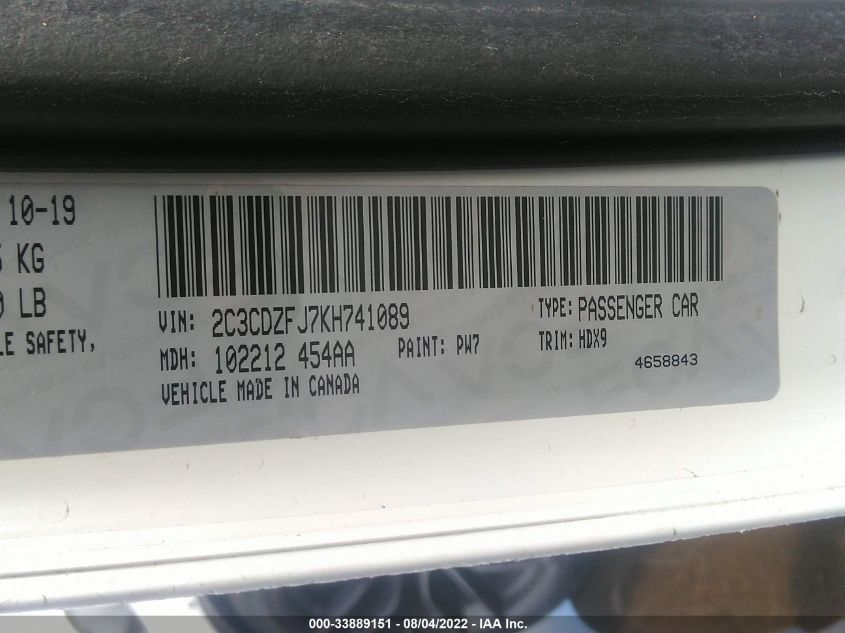 10-19
KG
LB
LE SAFETY,
VIN: 2C3CDZFJ7KH741089
TYPE: PASSENGER CAR
MDH: 102212 454AA
PAINT: PW7
TRIM: HDX9
VEHICLE MADE IN CANADA
4658843
000-33889151 - 08/04/2022 - © IAA Inc.